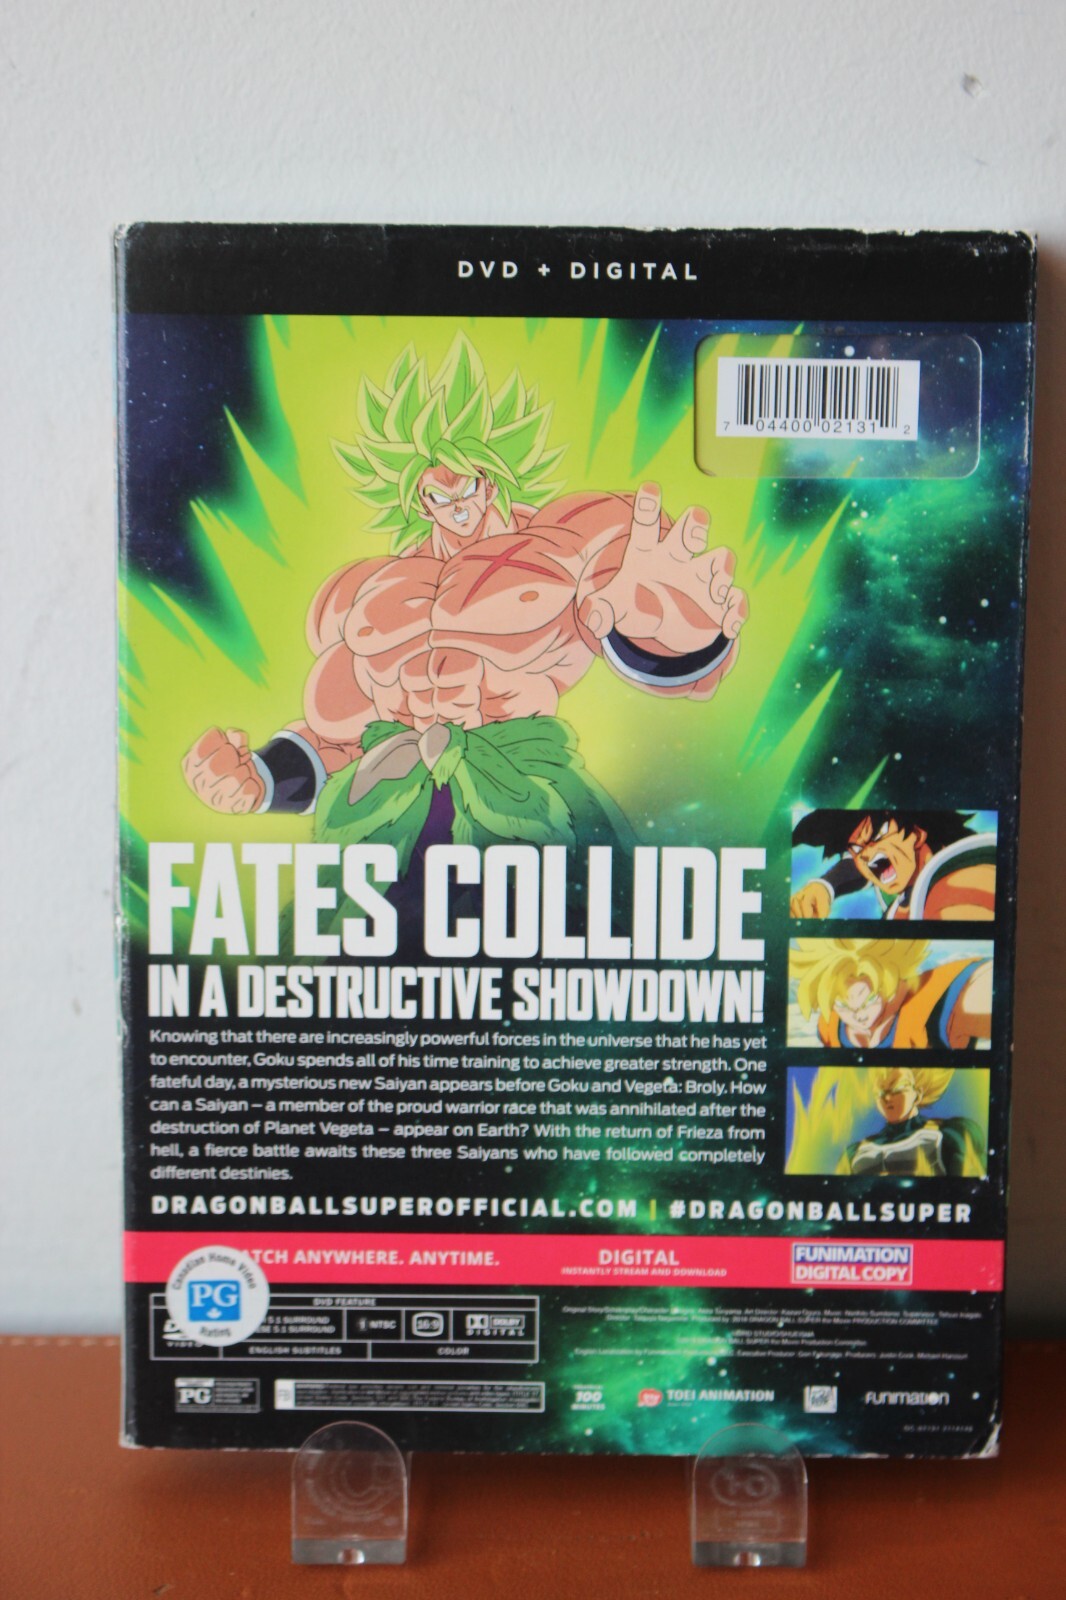 DVD + DIGITAL
7 04400 02131 2
FATES COLLIDE
IN A DESTRUCTIVE SHOWDOWN!
Knowing that there are increasingly powerful forces in the universe that he has yet
to encounter, Goku spends all of his time training to achieve greater strength. One
fateful day, a mysterious new Saiyan appears before Goku and Vegeta: Broly. How
can a Saiyan – a member of the proud warrior race that was annihilated after the
destruction of Planet Vegeta – appear on Earth? With the return of Frieza from
hell, a fierce battle awaits these three Saiyans who have followed completely
different destinies.
DRAGONBALLSUPEROFFICIAL.COM | #DRAGONBALLSUPER
ATCH ANYWHERE. ANYTIME.
DIGITAL
INSTANTLY STREAM AND DOWNLOAD
FUNIMATION
DIGITAL COPY
Canadian Home Video
PG
Rating
DVD FEATURE
5.1 SURROUND
5.1 SURROUND
NTSC
16:9
DOLBY
DIGITAL
ENGLISH SUBTITLES
COLOR
PG
100
MINUTES
TOEI ANIMATION
FUNIMATION